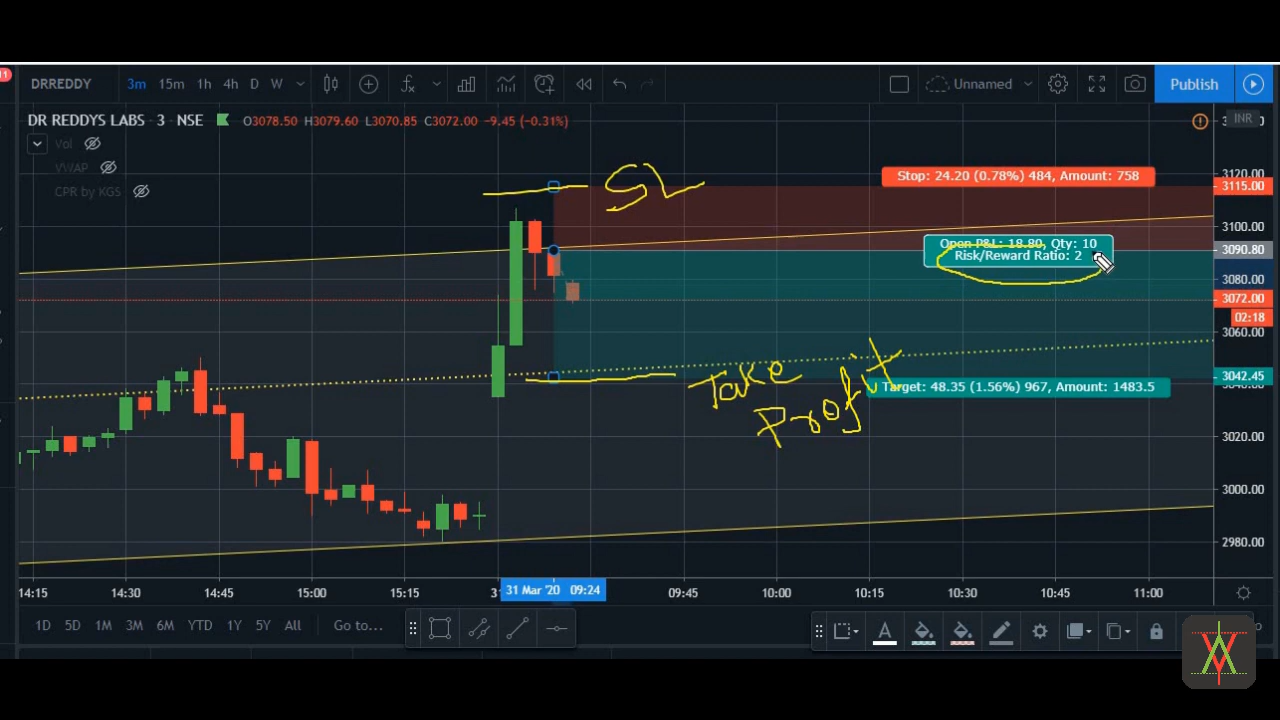 11
DRREDDY 3m 15m 1h 4h D W Unnamed Publish
DR REDDYS LABS · 3 · NSE O3078.50 H3079.60 L3070.85 C3072.00 -9.45 (-0.31%) INR
Vol
VWAP
CPR by KGS
SL
Stop: 24.20 (0.78%) 484, Amount: 758
Open P&L: 18.80, Qty: 10
Risk/Reward Ratio: 2
Take
Profit
Target: 48.35 (1.56%) 967, Amount: 1483.5
3120.00
3115.00
3100.00
3090.80
3080.00
3072.00
02:18
3060.00
3042.45
3020.00
3000.00
2980.00
14:15 14:30 14:45 15:00 15:15 31 Mar '20 09:24 09:45 10:00 10:15 10:30 10:45 11:00
1D 5D 1M 3M 6M YTD 1Y 5Y All Go to...
A